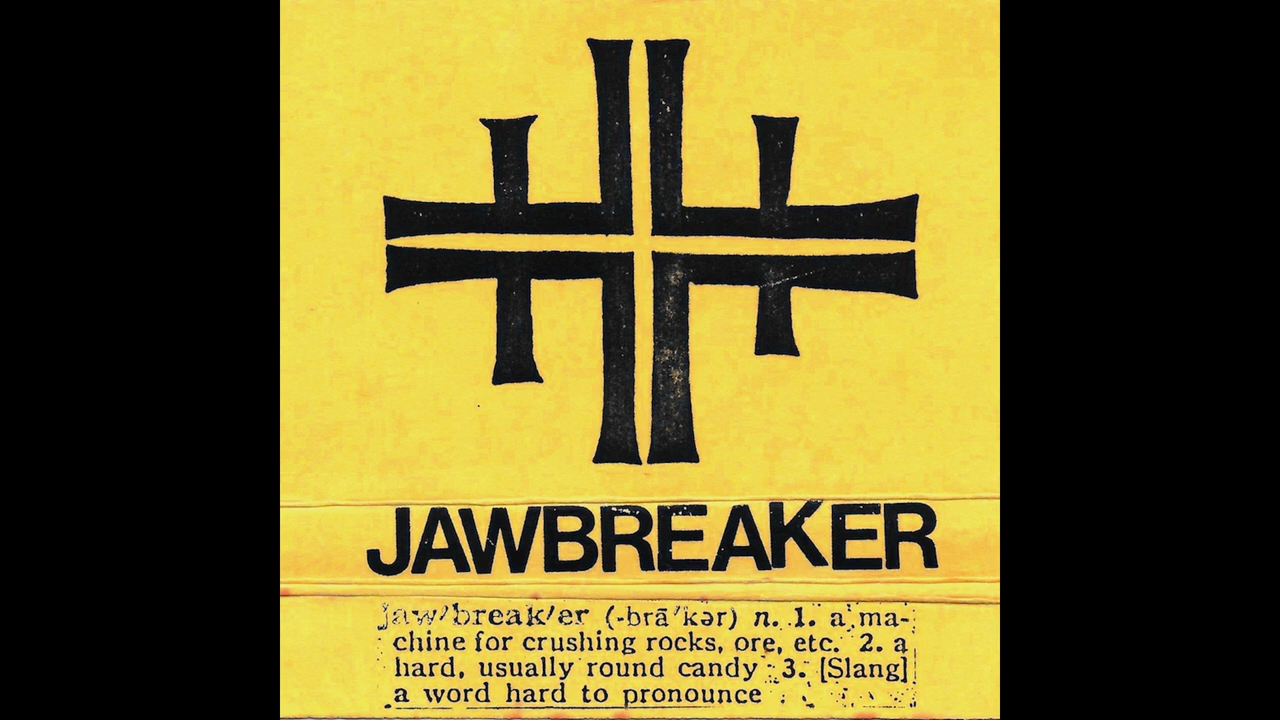 JAWBREAKER
jaw′break′er (-brā′kər) n. 1. a ma-
chine for crushing rocks, ore, etc. 2. a
hard, usually round candy 3. [Slang]
a word hard to pronounce